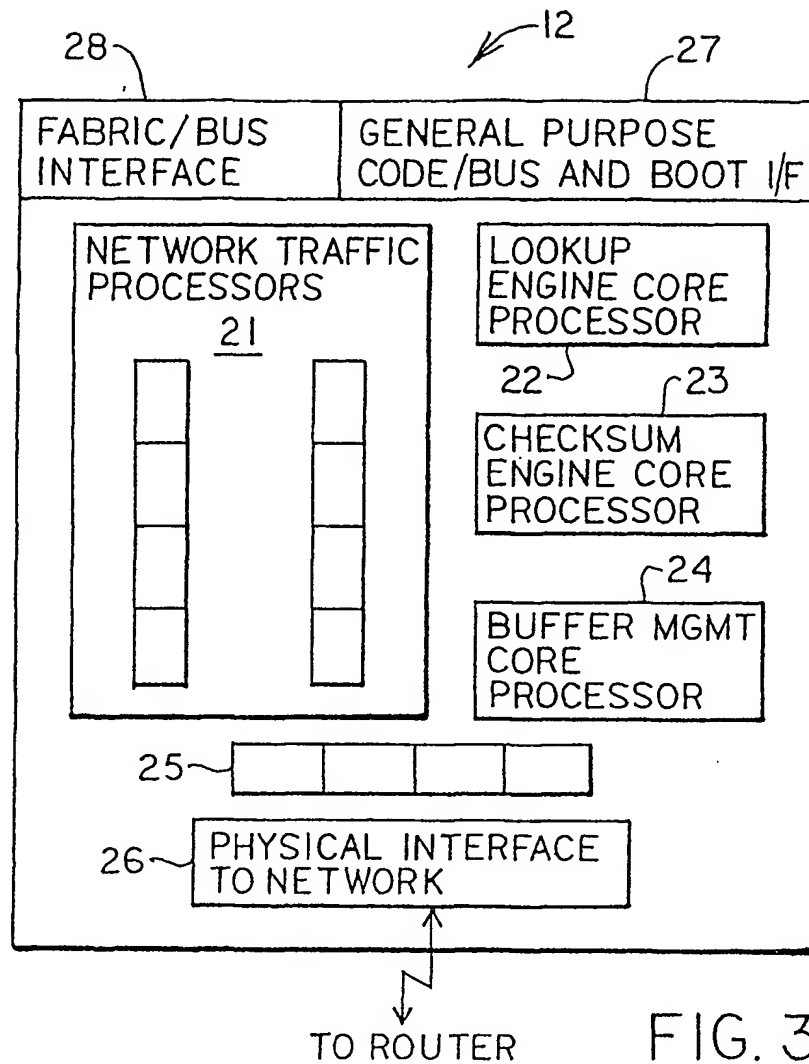 12
28
27
FABRIC/BUS
INTERFACE
GENERAL PURPOSE
CODE/BUS AND BOOT I/F
NETWORK TRAFFIC
PROCESSORS
21
LOOKUP
ENGINE CORE
PROCESSOR
22
23
CHECKSUM
ENGINE CORE
PROCESSOR
24
BUFFER MGMT
CORE
PROCESSOR
25
26
PHYSICAL INTERFACE
TO NETWORK
TO ROUTER
FIG. 3